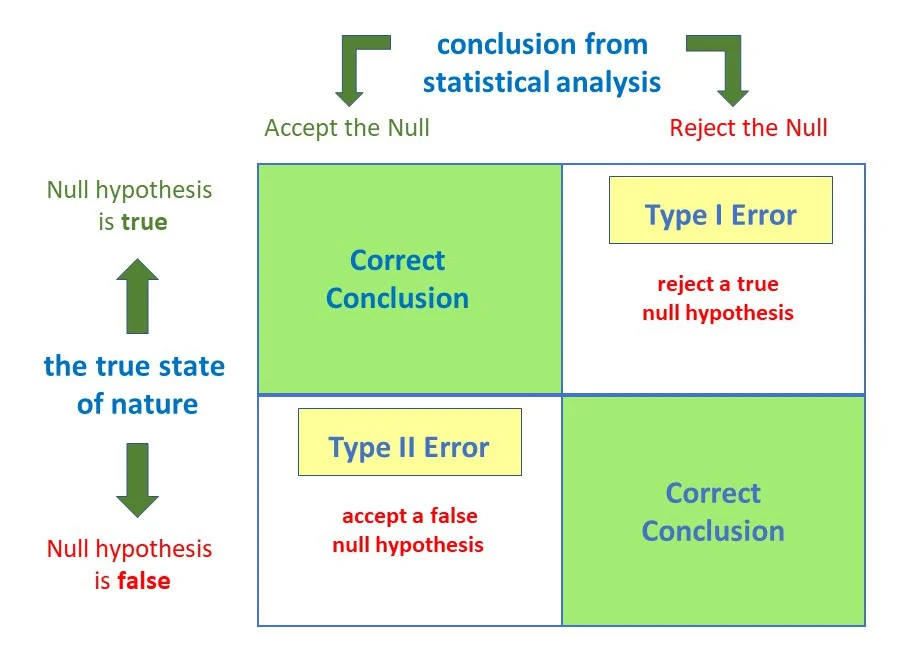 conclusion from
statistical analysis
Accept the Null
Reject the Null
Null hypothesis
is true
Correct
Conclusion
Type I Error
reject a true
null hypothesis
the true state
of nature
Type II Error
accept a false
null hypothesis
Correct
Conclusion
Null hypothesis
is false